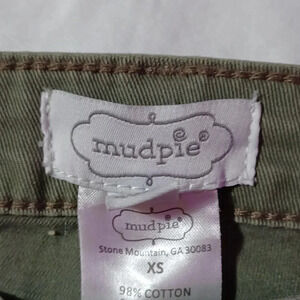 mudpie®
mudpie®
Stone Mountain, GA 30083
XS
98% COTTON